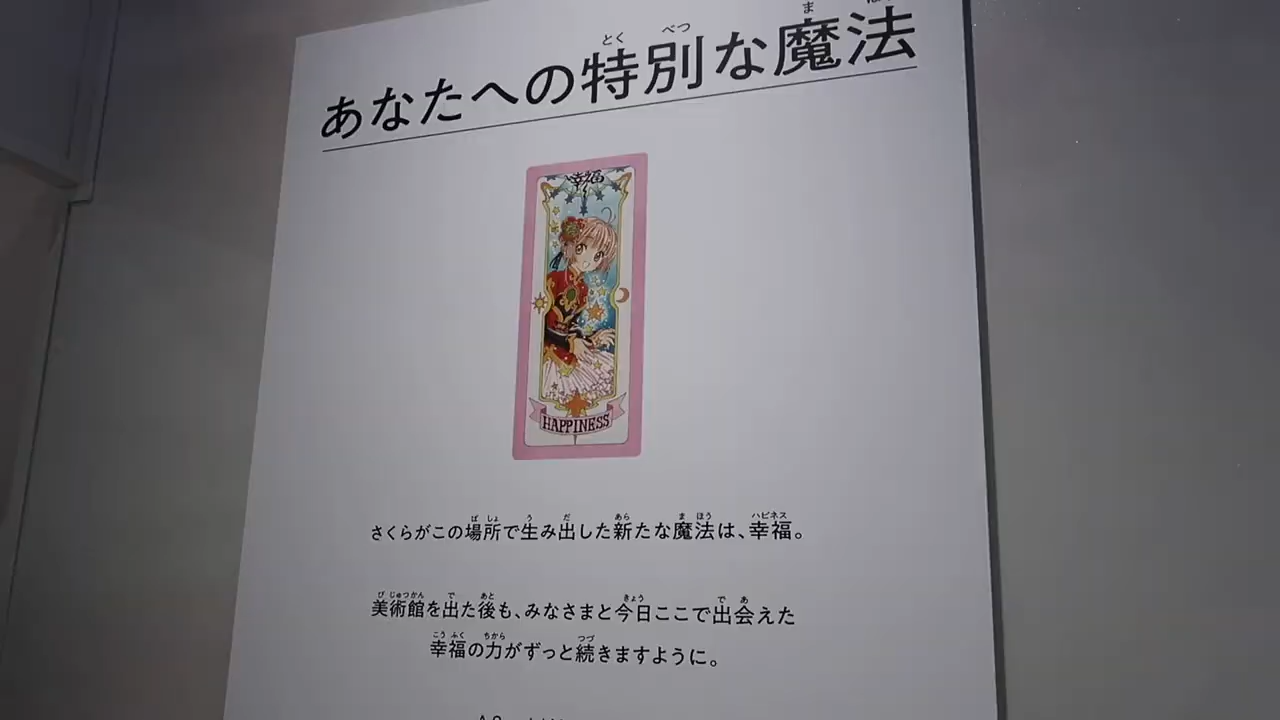 あなたへの特別な魔法
幸福
HAPPINESS
さくらがこの場所で生み出した新たな魔法は、幸福。
美術館を出た後も、みなさまと今日ここで出会えた
幸福の力がずっと続きますように。